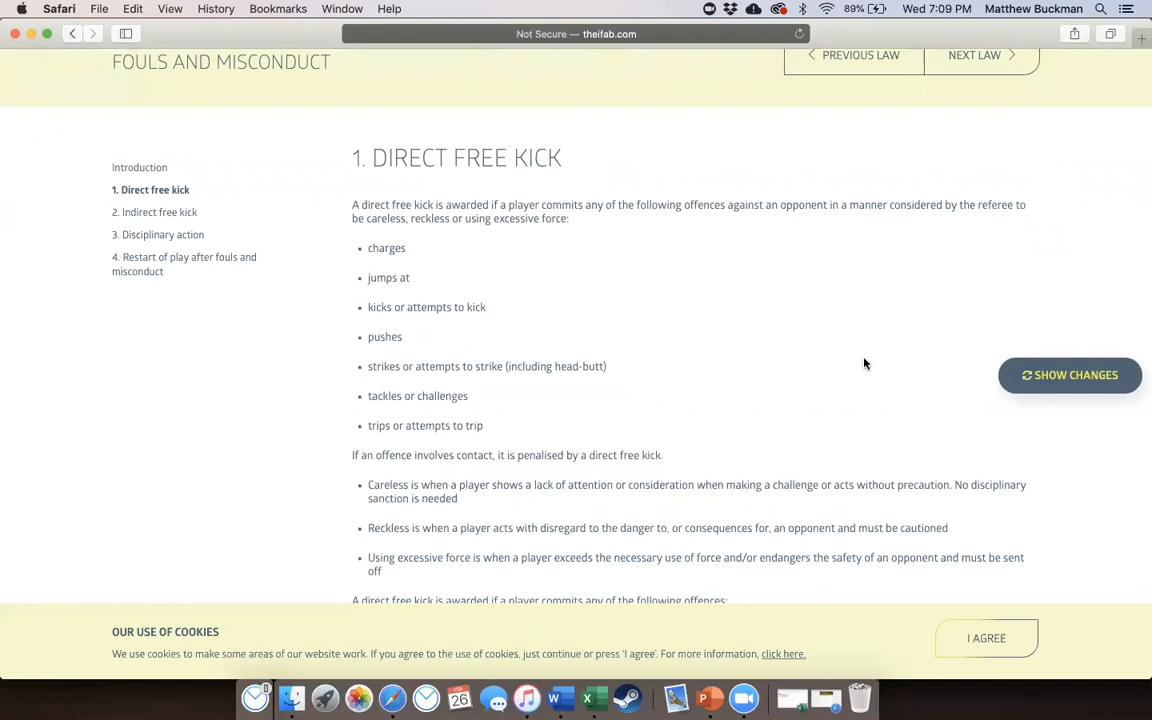 Safari File Edit View History Bookmarks Window Help 89% Wed 7:09 PM Matthew Buckman
Not Secure — theifab.com
FOULS AND MISCONDUCT
PREVIOUS LAW
NEXT LAW
Introduction
1. Direct free kick
2. Indirect free kick
3. Disciplinary action
4. Restart of play after fouls and
misconduct
1. DIRECT FREE KICK
A direct free kick is awarded if a player commits any of the following offences against an opponent in a manner considered by the referee to
be careless, reckless or using excessive force:
• charges
• jumps at
• kicks or attempts to kick
• pushes
• strikes or attempts to strike (including head-butt)
• tackles or challenges
• trips or attempts to trip
If an offence involves contact, it is penalised by a direct free kick.
• Careless is when a player shows a lack of attention or consideration when making a challenge or acts without precaution. No disciplinary
sanction is needed
• Reckless is when a player acts with disregard to the danger to, or consequences for, an opponent and must be cautioned
• Using excessive force is when a player exceeds the necessary use of force and/or endangers the safety of an opponent and must be sent
off
A direct free kick is awarded if a player commits any of the following offences:
SHOW CHANGES
OUR USE OF COOKIES
We use cookies to make some areas of our website work. If you agree to the use of cookies, just continue or press 'I agree'. For more information, click here.
I AGREE
26